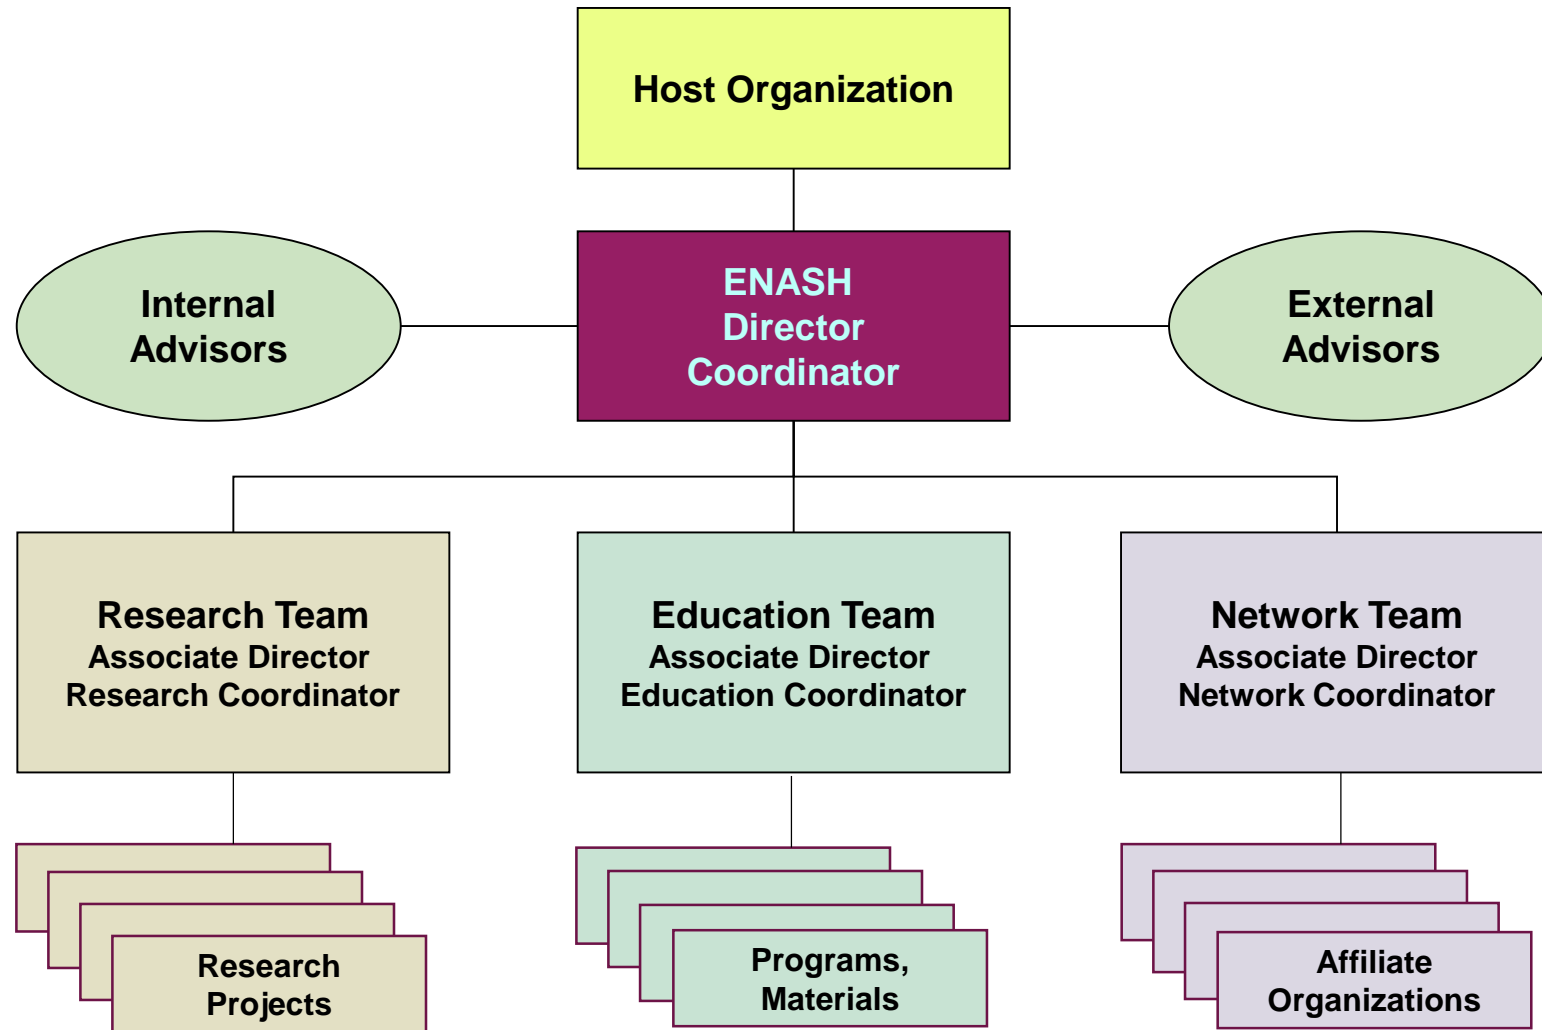 Host Organization
Internal
Advisors
ENASH
Director
Coordinator
External
Advisors
Research Team
Associate Director
Research Coordinator
Education Team
Associate Director
Education Coordinator
Network Team
Associate Director
Network Coordinator
Research
Projects
Programs,
Materials
Affiliate
Organizations